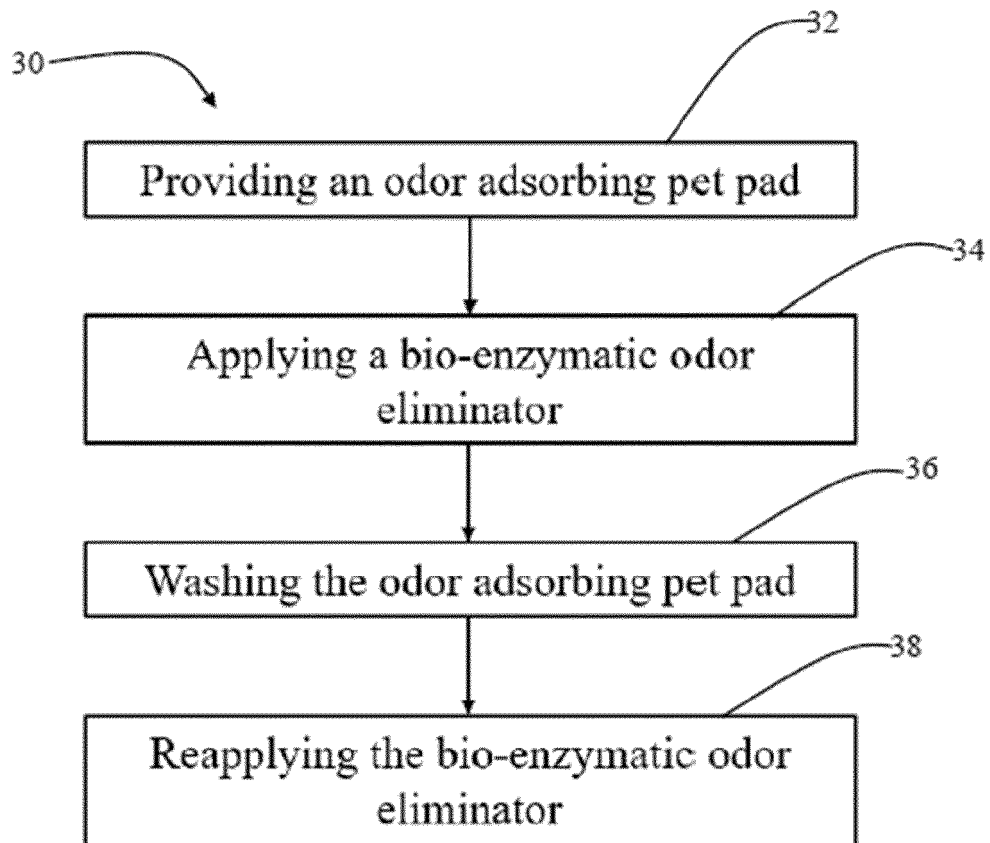 32
30
Providing an odor adsorbing pet pad
34
Applying a bio-enzymatic odor
eliminator
36
Washing the odor adsorbing pet pad
38
Reapplying the bio-enzymatic odor
eliminator